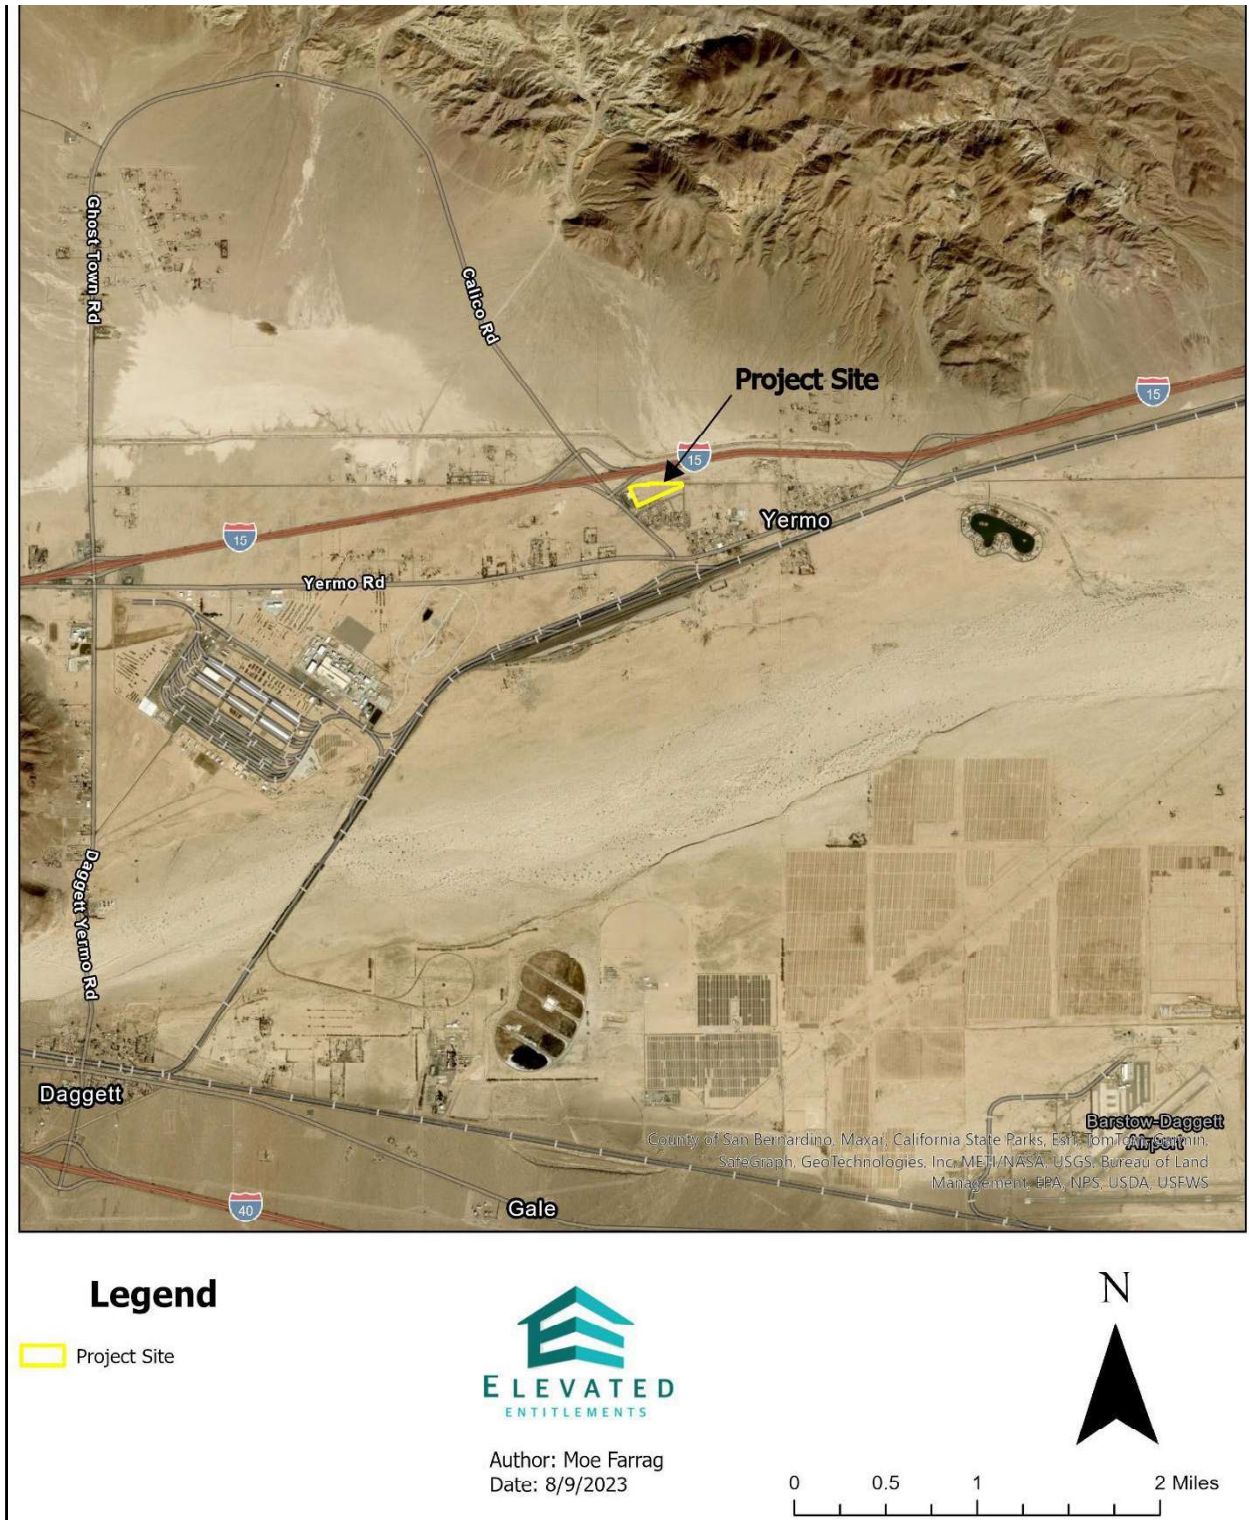 Ghost Town Rd
Calico Rd
Project Site
15
15
15
Yermo
Yermo Rd
Daggett Yermo Rd
Daggett
Barstow-Daggett
Airport
County of San Bernardino, Maxar, California State Parks, Esri, TomTom, Garmin,
SafeGraph, GeoTechnologies, Inc, METI/NASA, USGS, Bureau of Land
Management, EPA, NPS, USDA, USFWS
40
Gale
Legend
Project Site
ELEVATED
ENTITLEMENTS
Author: Moe Farrag
Date: 8/9/2023
N
0 0.5 1 2 Miles